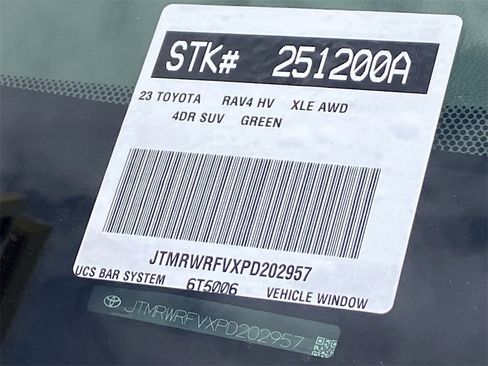 STK# 251200A
23 TOYOTA RAV4 HV XLE AWD
4DR SUV GREEN
JTMRWRFVXPD202957
UCS BAR SYSTEM 6T5006 VEHICLE WINDOW
JTMRWRFVXPD202957